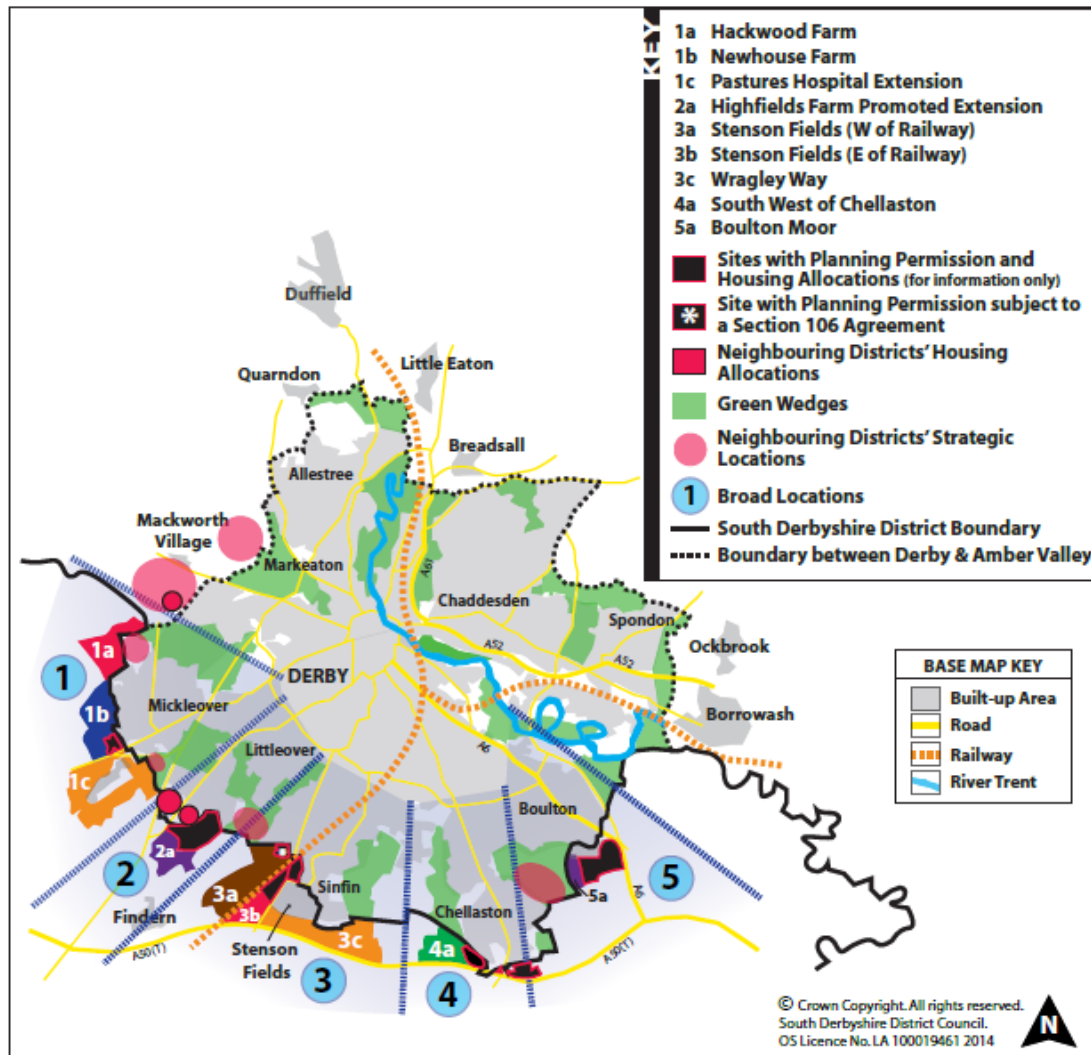 KEY
1a Hackwood Farm
1b Newhouse Farm
1c Pastures Hospital Extension
2a Highfields Farm Promoted Extension
3a Stenson Fields (W of Railway)
3b Stenson Fields (E of Railway)
3c Wragley Way
4a South West of Chellaston
5a Boulton Moor
Sites with Planning Permission and
Housing Allocations (for information only)
* Site with Planning Permission subject to
a Section 106 Agreement
Neighbouring Districts' Housing
Allocations
Green Wedges
Neighbouring Districts' Strategic
Locations
1 Broad Locations
South Derbyshire District Boundary
Boundary between Derby & Amber Valley
Duffield
Little Eaton
Quarndon
Breadsall
Allestree
Mackworth
Village
Markeaton
A61
Chaddesden
Spondon
Ockbrook
A52
A52
1a
1
DERBY
Mickleover
1b
Borrowash
Littleover
A6
1c
Boulton
2a
2
5
3a
Sinfin
5a
A6
Findern
3b
Chellaston
A50(T)
Stenson
Fields
3c
4a
A50(T)
3
4
BASE MAP KEY
Built-up Area
Road
Railway
River Trent
© Crown Copyright. All rights reserved.
South Derbyshire District Council.
OS Licence No. LA 100019461 2014
N